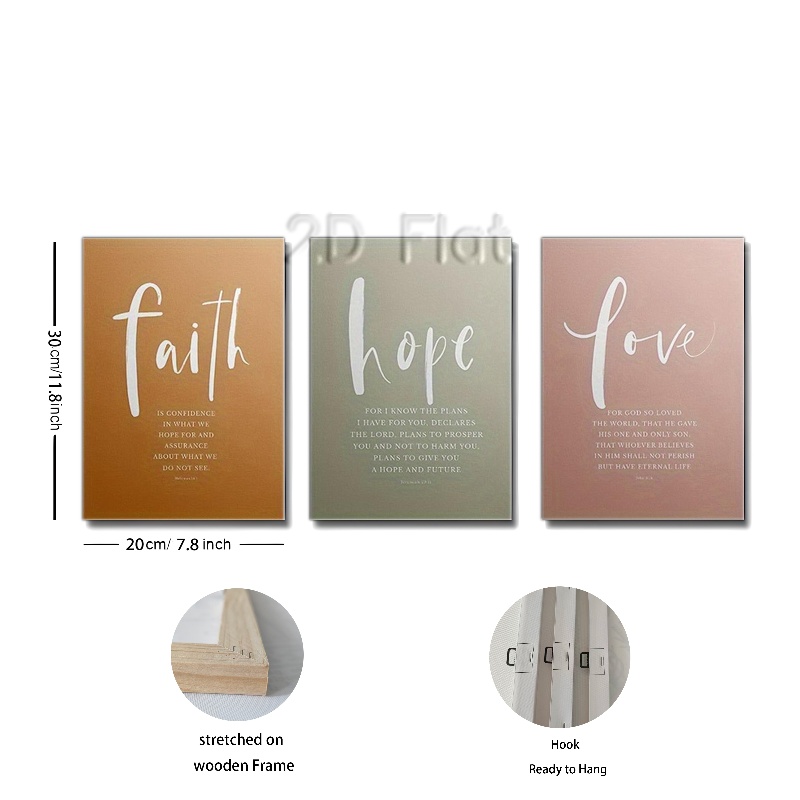 2D Flat
faith
IS CONFIDENCE
IN WHAT WE
HOPE FOR AND
ASSURANCE
ABOUT WHAT WE
DO NOT SEE.
hope
FOR I KNOW THE PLANS
I HAVE FOR YOU, DECLARES
THE LORD, PLANS TO PROSPER
YOU AND NOT TO HARM YOU,
PLANS TO GIVE YOU
A HOPE AND FUTURE
love
FOR GOD SO LOVED
THE WORLD, THAT HE GAVE
HIS ONE AND ONLY SON,
THAT WHOEVER BELIEVES
IN HIM SHALL NOT PERISH
BUT HAVE ETERNAL LIFE
30cm/11.8inch
20cm/ 7.8 inch
stretched on
wooden Frame
Hook
Ready to Hang